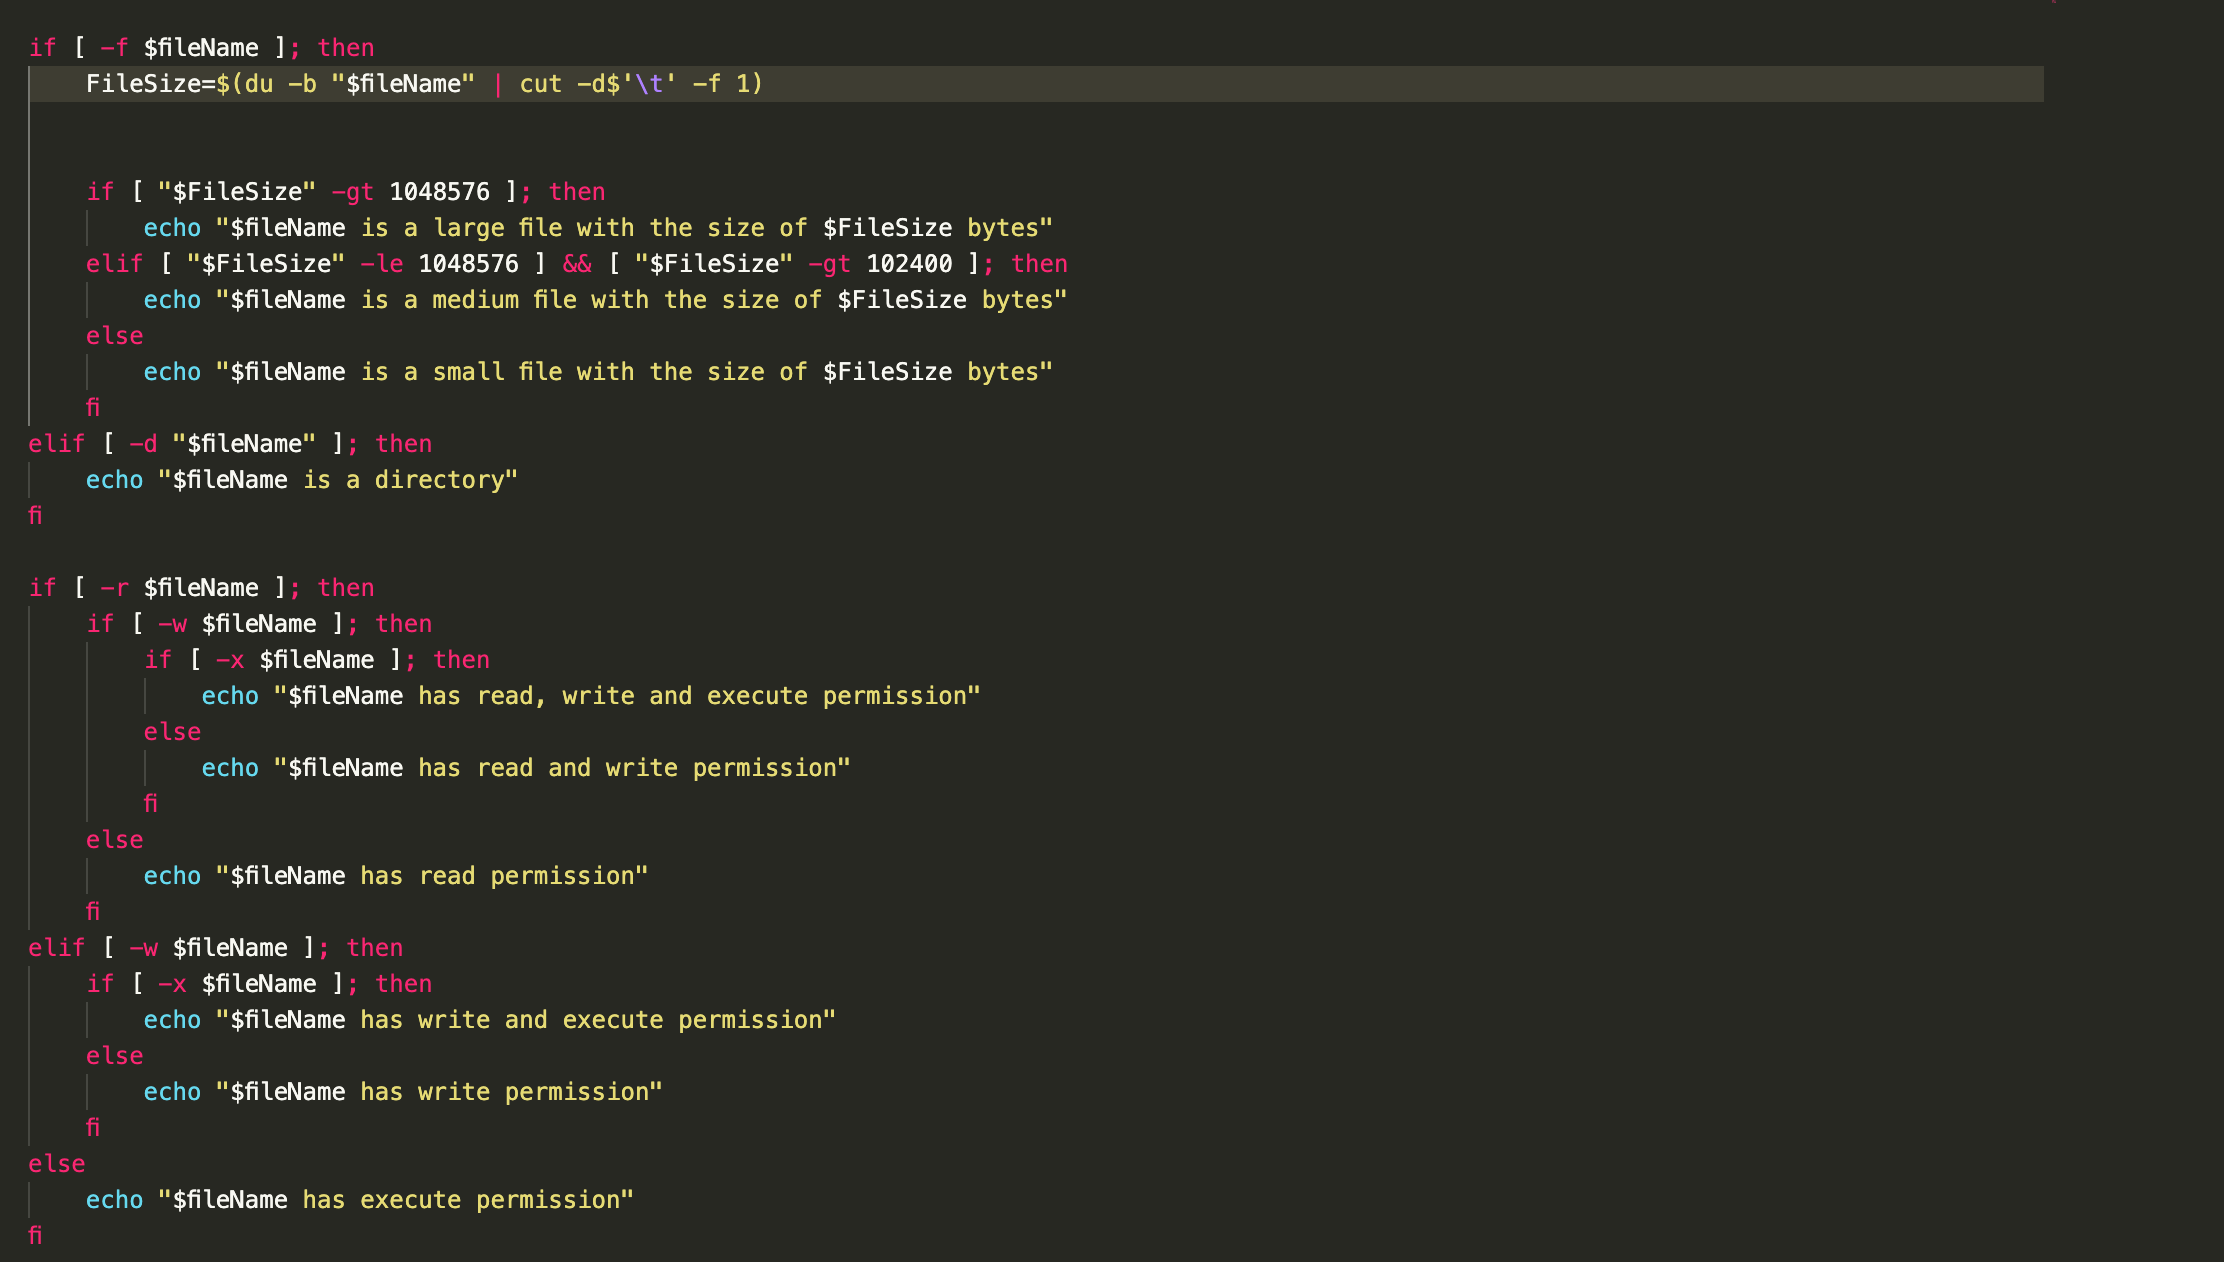 if [ -f $fileName ]; then
    FileSize=$(du -b "$fileName" | cut -d$'\t' -f 1)
    if [ "$FileSize" -gt 1048576 ]; then
        echo "$fileName is a large file with the size of $FileSize bytes"
    elif [ "$FileSize" -le 1048576 ] && [ "$FileSize" -gt 102400 ]; then
        echo "$fileName is a medium file with the size of $FileSize bytes"
    else
        echo "$fileName is a small file with the size of $FileSize bytes"
    fi
elif [ -d "$fileName" ]; then
    echo "$fileName is a directory"
fi
if [ -r $fileName ]; then
    if [ -w $fileName ]; then
        if [ -x $fileName ]; then
            echo "$fileName has read, write and execute permission"
        else
            echo "$fileName has read and write permission"
        fi
    else
        echo "$fileName has read permission"
    fi
elif [ -w $fileName ]; then
    if [ -x $fileName ]; then
        echo "$fileName has write and execute permission"
    else
        echo "$fileName has write permission"
    fi
else
    echo "$fileName has execute permission"
fi